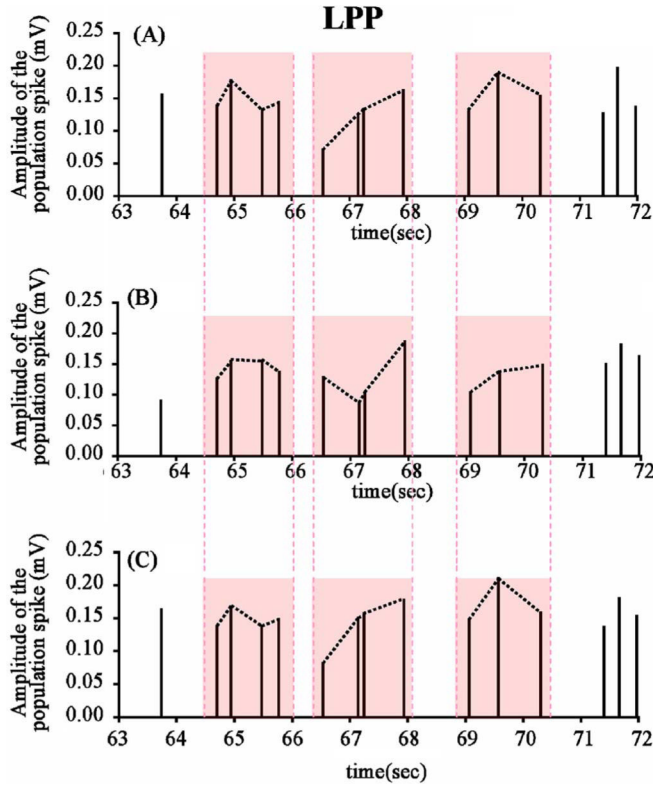 LPP
(A)
Amplitude of the
population spike (mV)
0.25
0.20
0.15
0.10
0.05
0.00
63 64 65 66 67 68 69 70 71 72
time(sec)
(B)
Amplitude of the
population spike (mV)
0.25
0.20
0.15
0.10
0.05
0.00
63 64 65 66 67 68 69 70 71 72
time(sec)
(C)
Amplitude of the
population spike (mV)
0.25
0.20
0.15
0.10
0.05
0.00
63 64 65 66 67 68 69 70 71 72
time(sec)